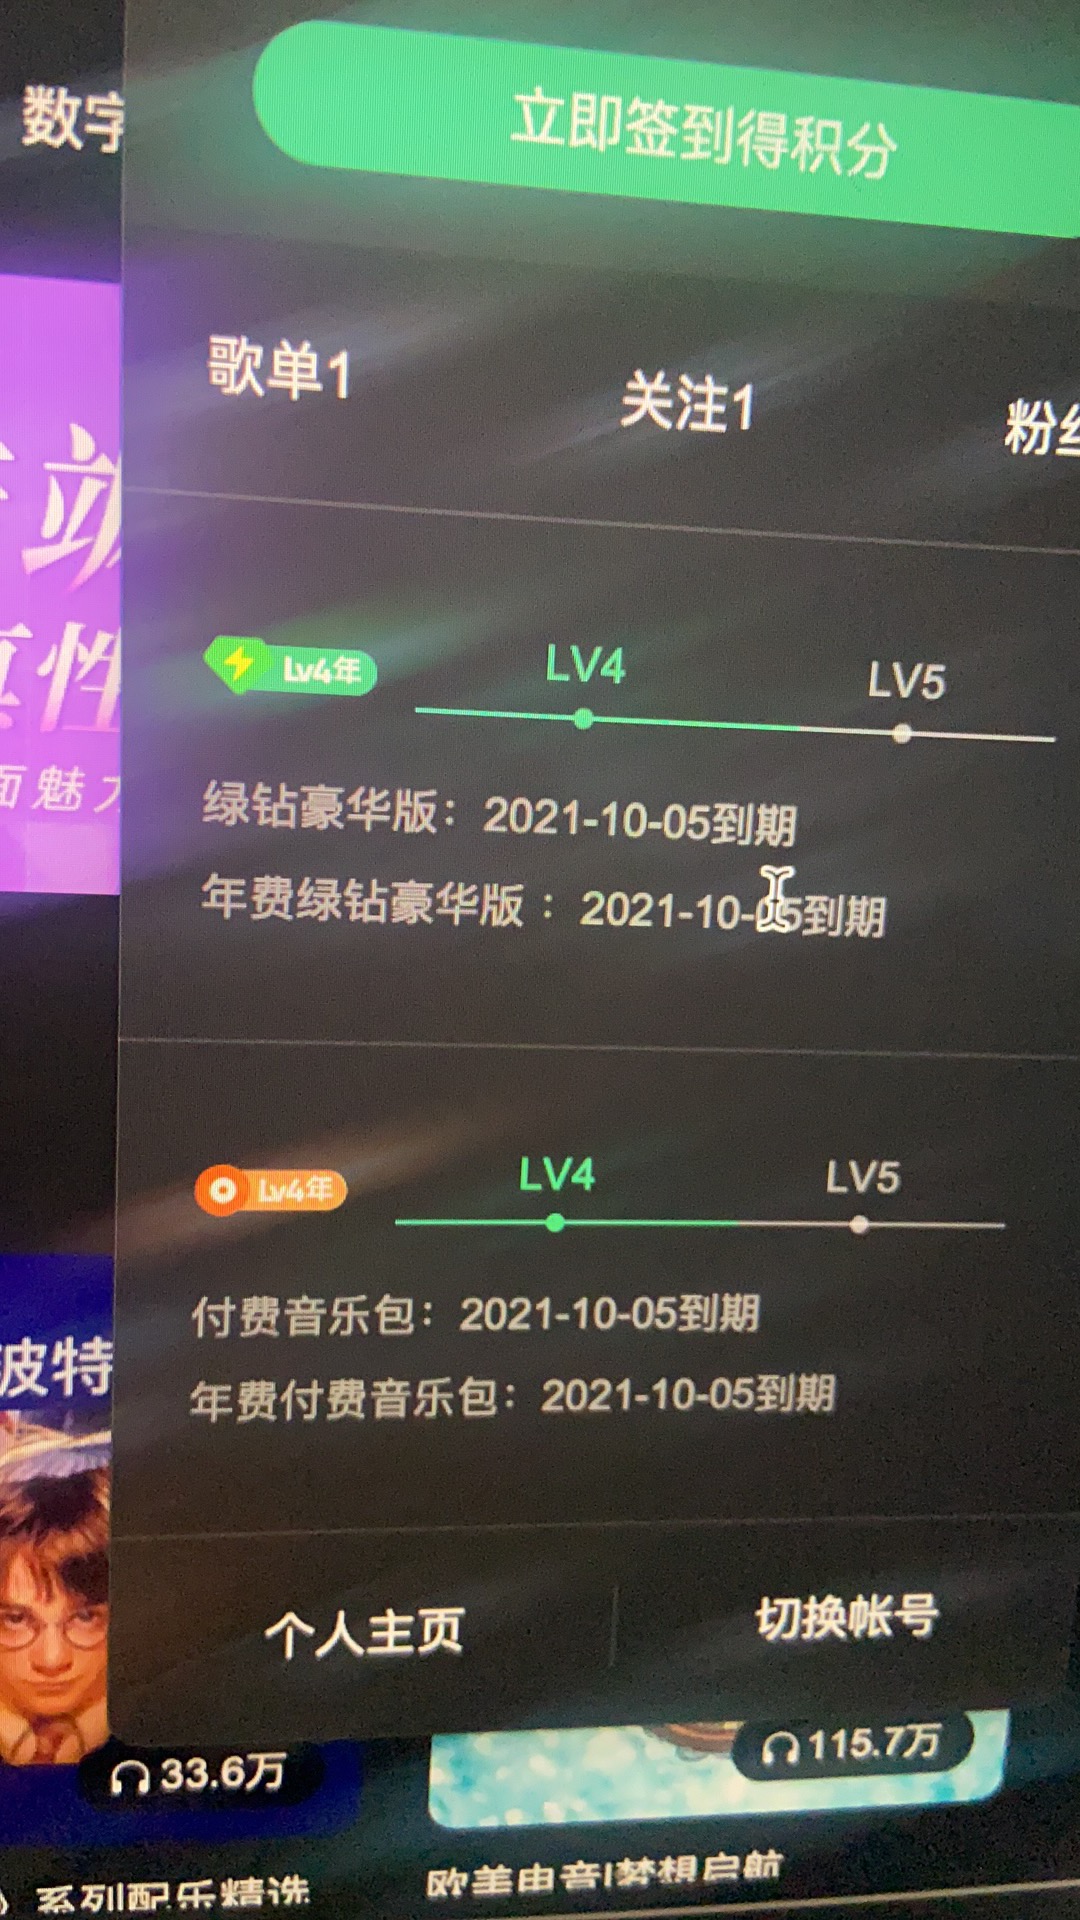 数字
立即签到得积分
歌单1
关注1
粉丝
立
真性
面魅力
Lv4年
LV4
LV5
绿钻豪华版：2021-10-05到期
年费绿钻豪华版：2021-10-05到期
Lv4年
LV4
LV5
付费音乐包：2021-10-05到期
年费付费音乐包：2021-10-05到期
波特
个人主页
切换帐号
33.6万
115.7万
系列配乐精选
欧美由音|梦想启航